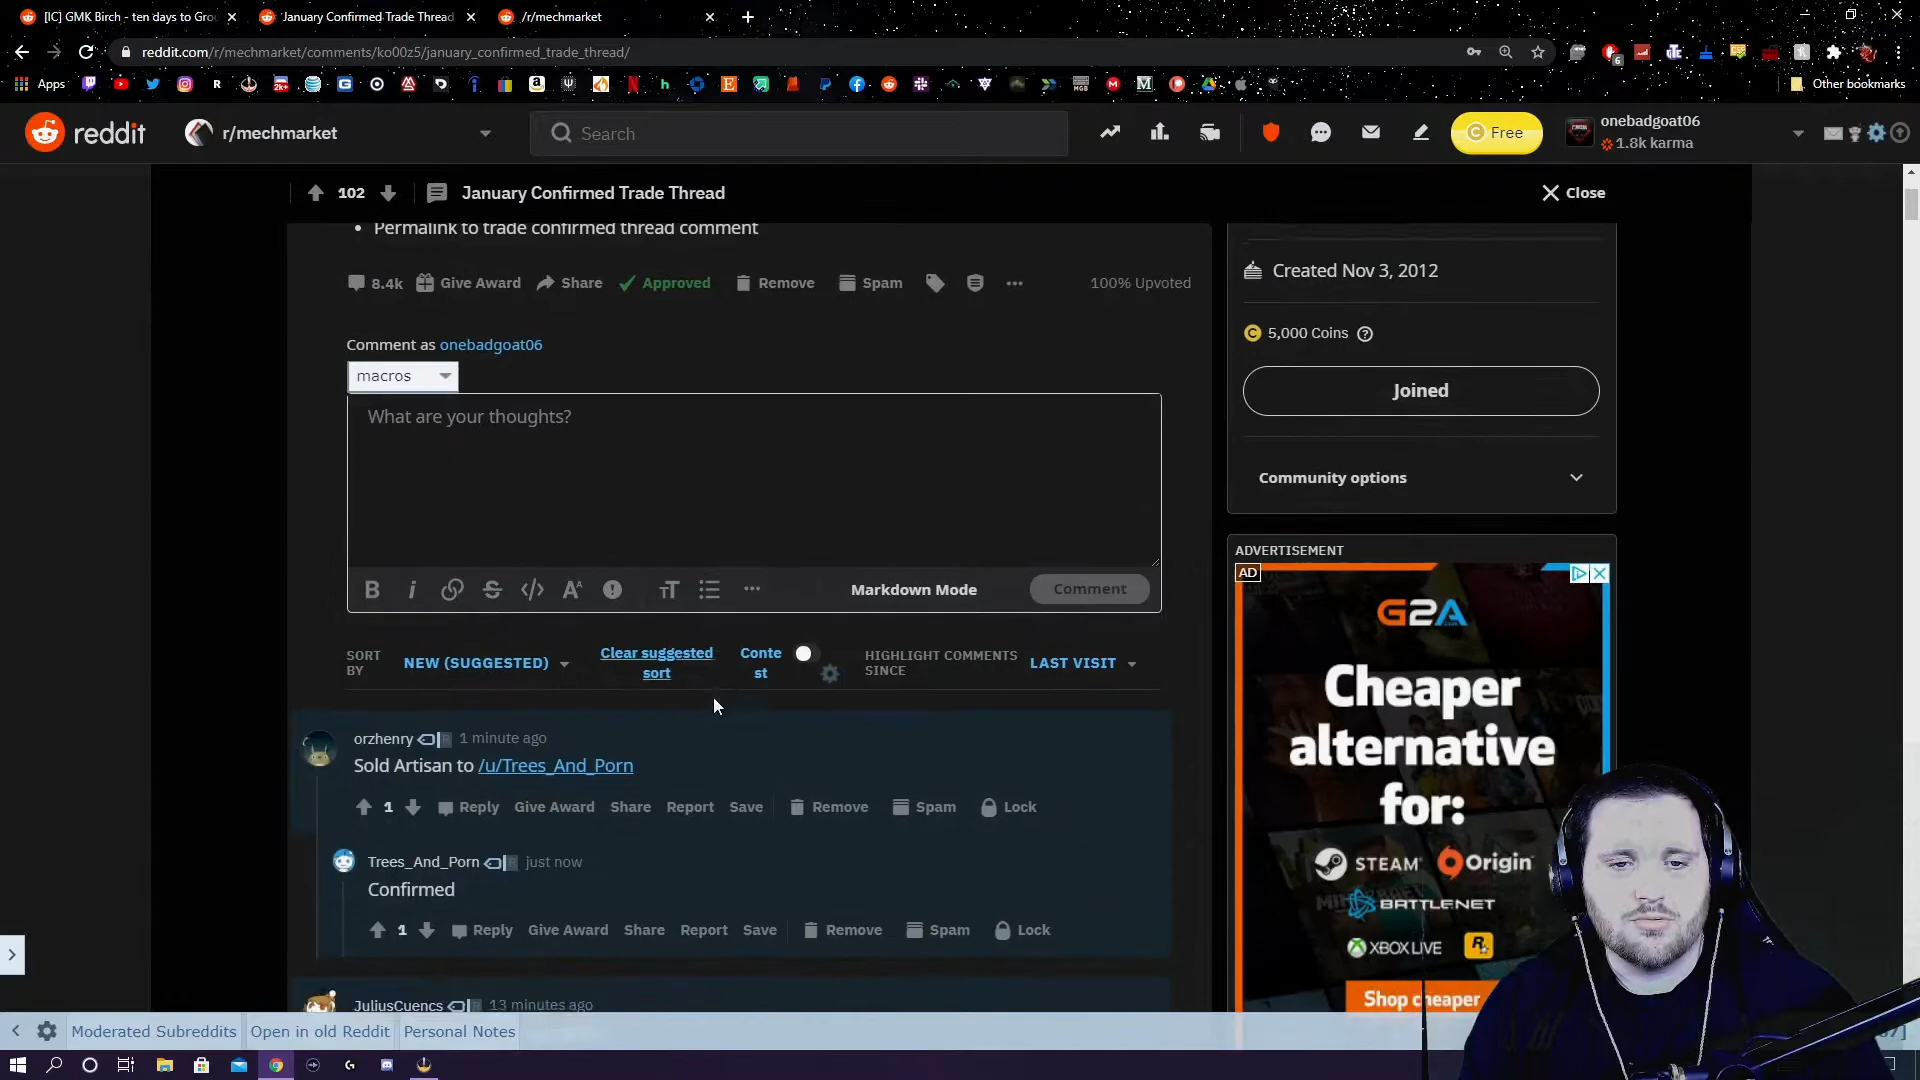 [IC] GMK Birch - ten days to Gro
January Confirmed Trade Thread
/r/mechmarket
reddit.com/r/mechmarket/comments/ko00z5/january_confirmed_trade_thread/
6
Apps
Other bookmarks
reddit
r/mechmarket
Search
Free
onebadgoat06
1.8k karma
102
January Confirmed Trade Thread
Close
Permalink to trade confirmed thread comment
8.4k
Give Award
Share
Approved
Remove
Spam
100% Upvoted
Created Nov 3, 2012
5,000 Coins
Joined
Community options
Comment as onebadgoat06
macros
What are your thoughts?
Markdown Mode
Comment
SORT BY
NEW (SUGGESTED)
Clear suggested sort
Conte
st
HIGHLIGHT COMMENTS SINCE
LAST VISIT
orzhenry
1 minute ago
Sold Artisan to /u/Trees_And_Porn
1
Reply
Give Award
Share
Report
Save
Remove
Spam
Lock
Trees_And_Porn
just now
Confirmed
1
Reply
Give Award
Share
Report
Save
Remove
Spam
Lock
JuliusCuencs
13 minutes ago
ADVERTISEMENT
AD
G2A
Cheaper
alternative
for:
STEAM
Origin
BATTLE.NET
XBOX LIVE
R
Shop cheaper
Moderated Subreddits
Open in old Reddit
Personal Notes